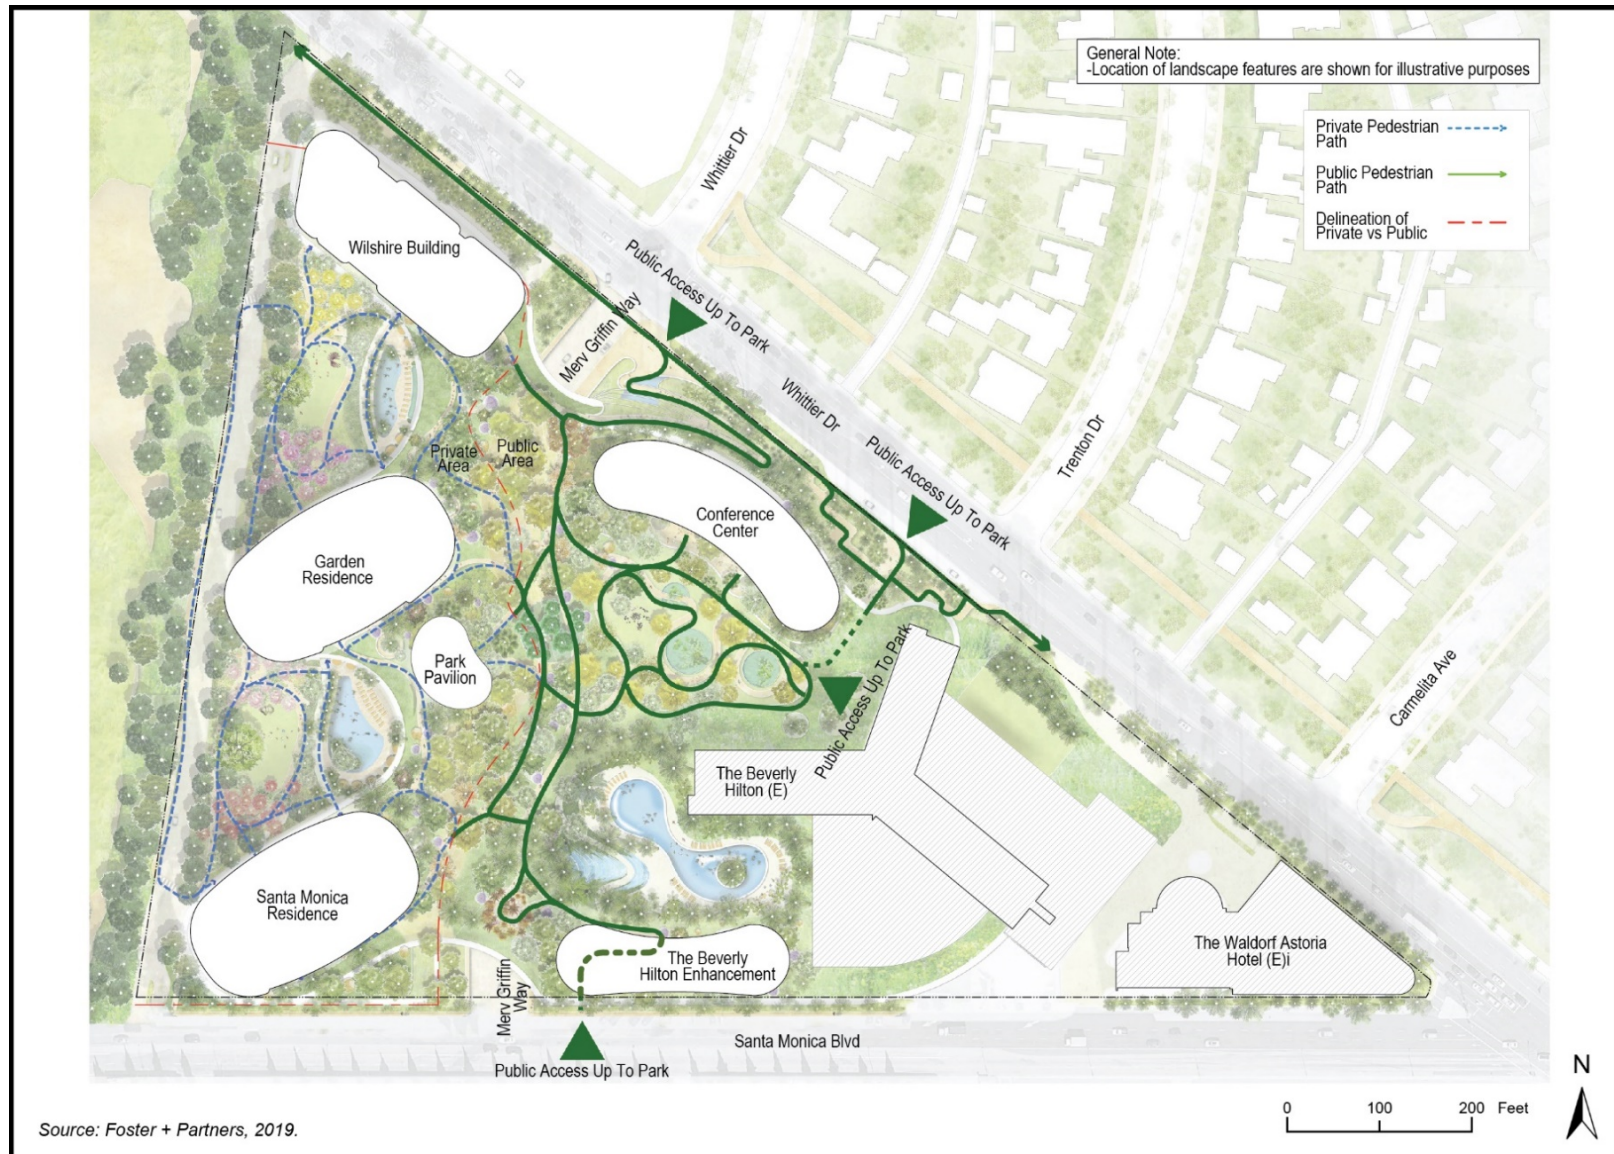 General Note:
-Location of landscape features are shown for illustrative purposes
Private Pedestrian
Path
Public Pedestrian
Path
Delineation of
Private vs Public
Whittier Dr
Wilshire Building
Public Access Up To Park
Merv Griffin Way
Whittier Dr
Trenton Dr
Public Access Up To Park
Private
Area
Public
Area
Conference
Center
Garden
Residence
Park
Pavilion
Public Access Up To Park
Carmelita Ave
The Beverly
Hilton (E)
Santa Monica
Residence
The Beverly
Hilton Enhancement
The Waldorf Astoria
Hotel (E)i
Merv Griffin
Way
Santa Monica Blvd
Public Access Up To Park
N
0 100 200 Feet
Source: Foster + Partners, 2019.